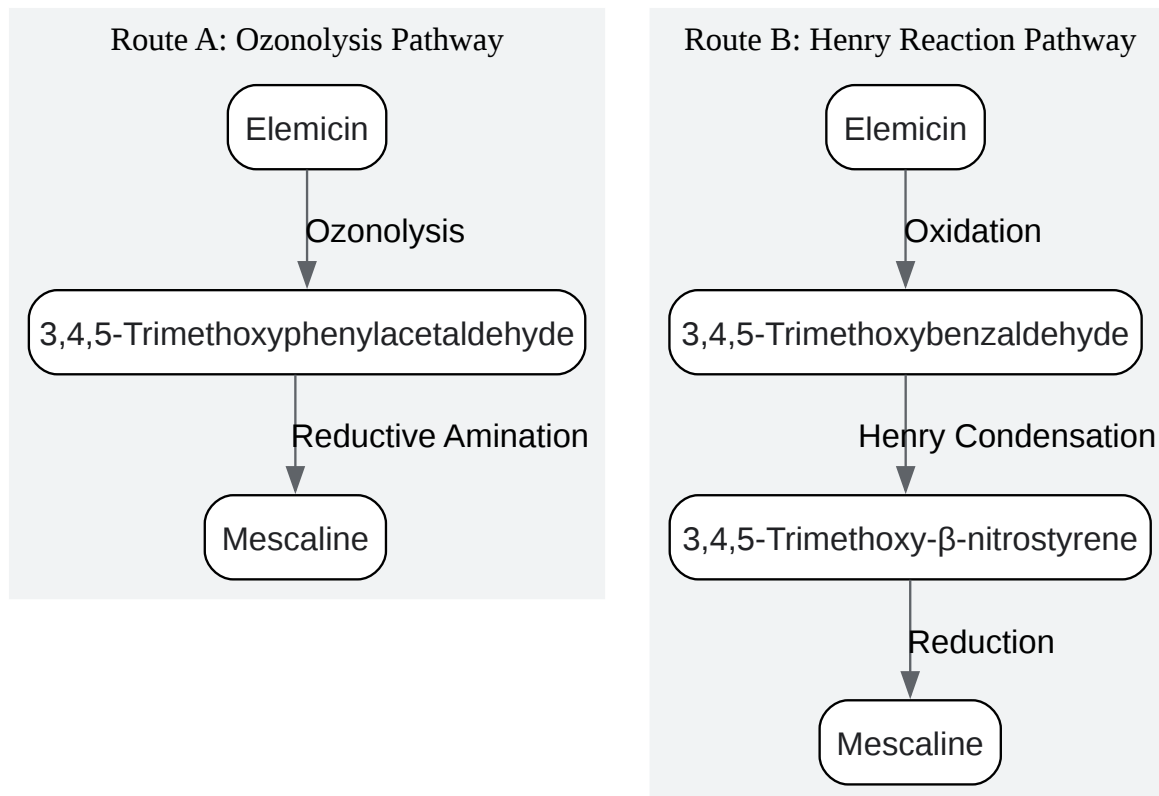 Route A: Ozonolysis Pathway
Elemicin
Ozonolysis
3,4,5-Trimethoxyphenylacetaldehyde
Reductive Amination
Mescaline
Route B: Henry Reaction Pathway
Elemicin
Oxidation
3,4,5-Trimethoxybenzaldehyde
Henry Condensation
3,4,5-Trimethoxy-β-nitrostyrene
Reduction
Mescaline